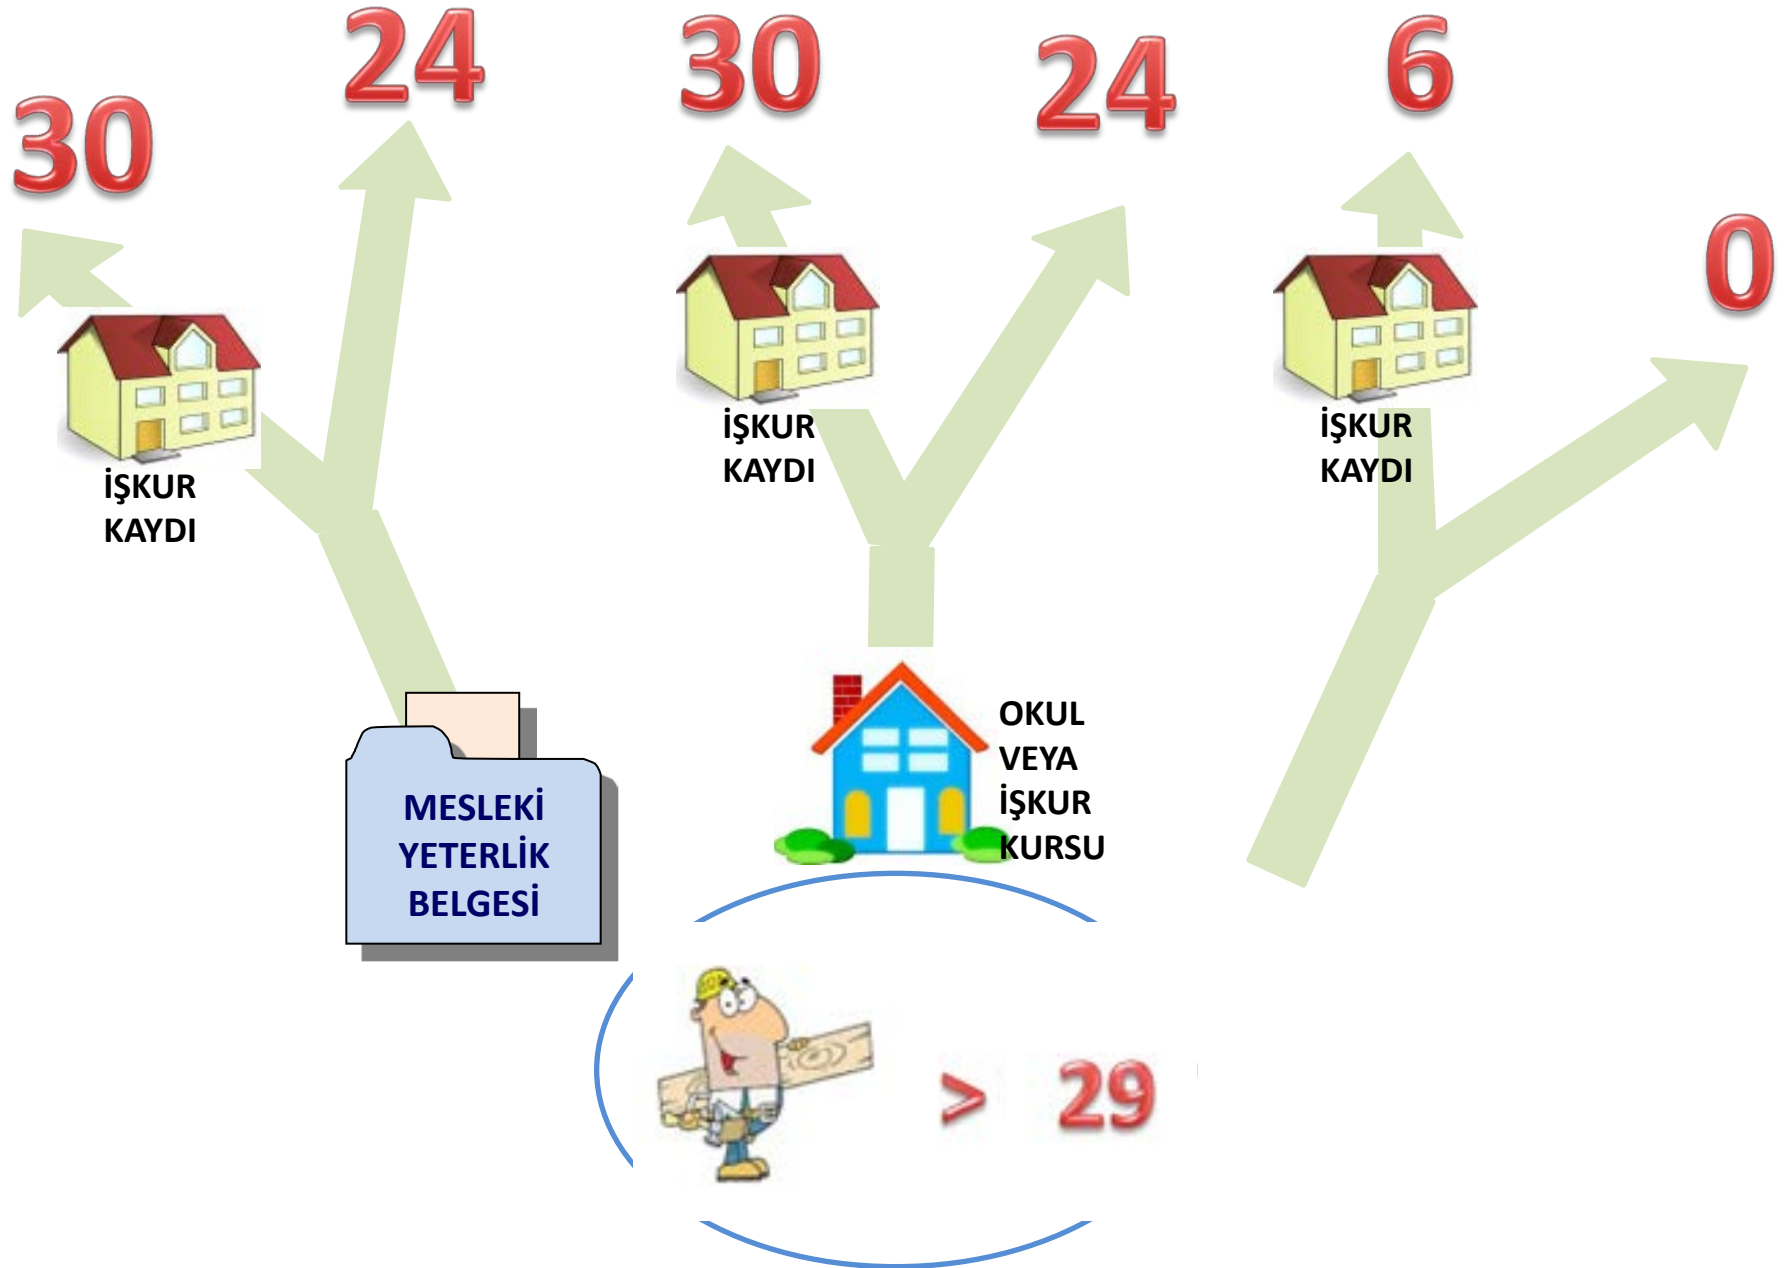 30
24
30
24
6
0
İŞKUR
KAYDI
İŞKUR
KAYDI
İŞKUR
KAYDI
MESLEKİ
YETERLİK
BELGESİ
OKUL
VEYA
İŞKUR
KURSU
> 29